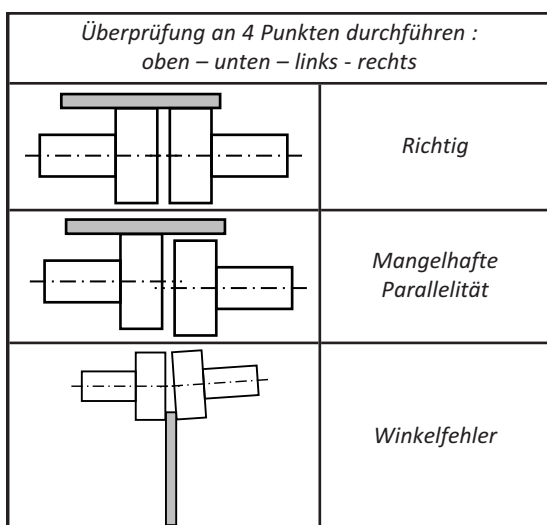 Überprüfung an 4 Punkten durchführen :
oben – unten – links - rechts
Richtig
Mangelhafte
Parallelität
Winkelfehler